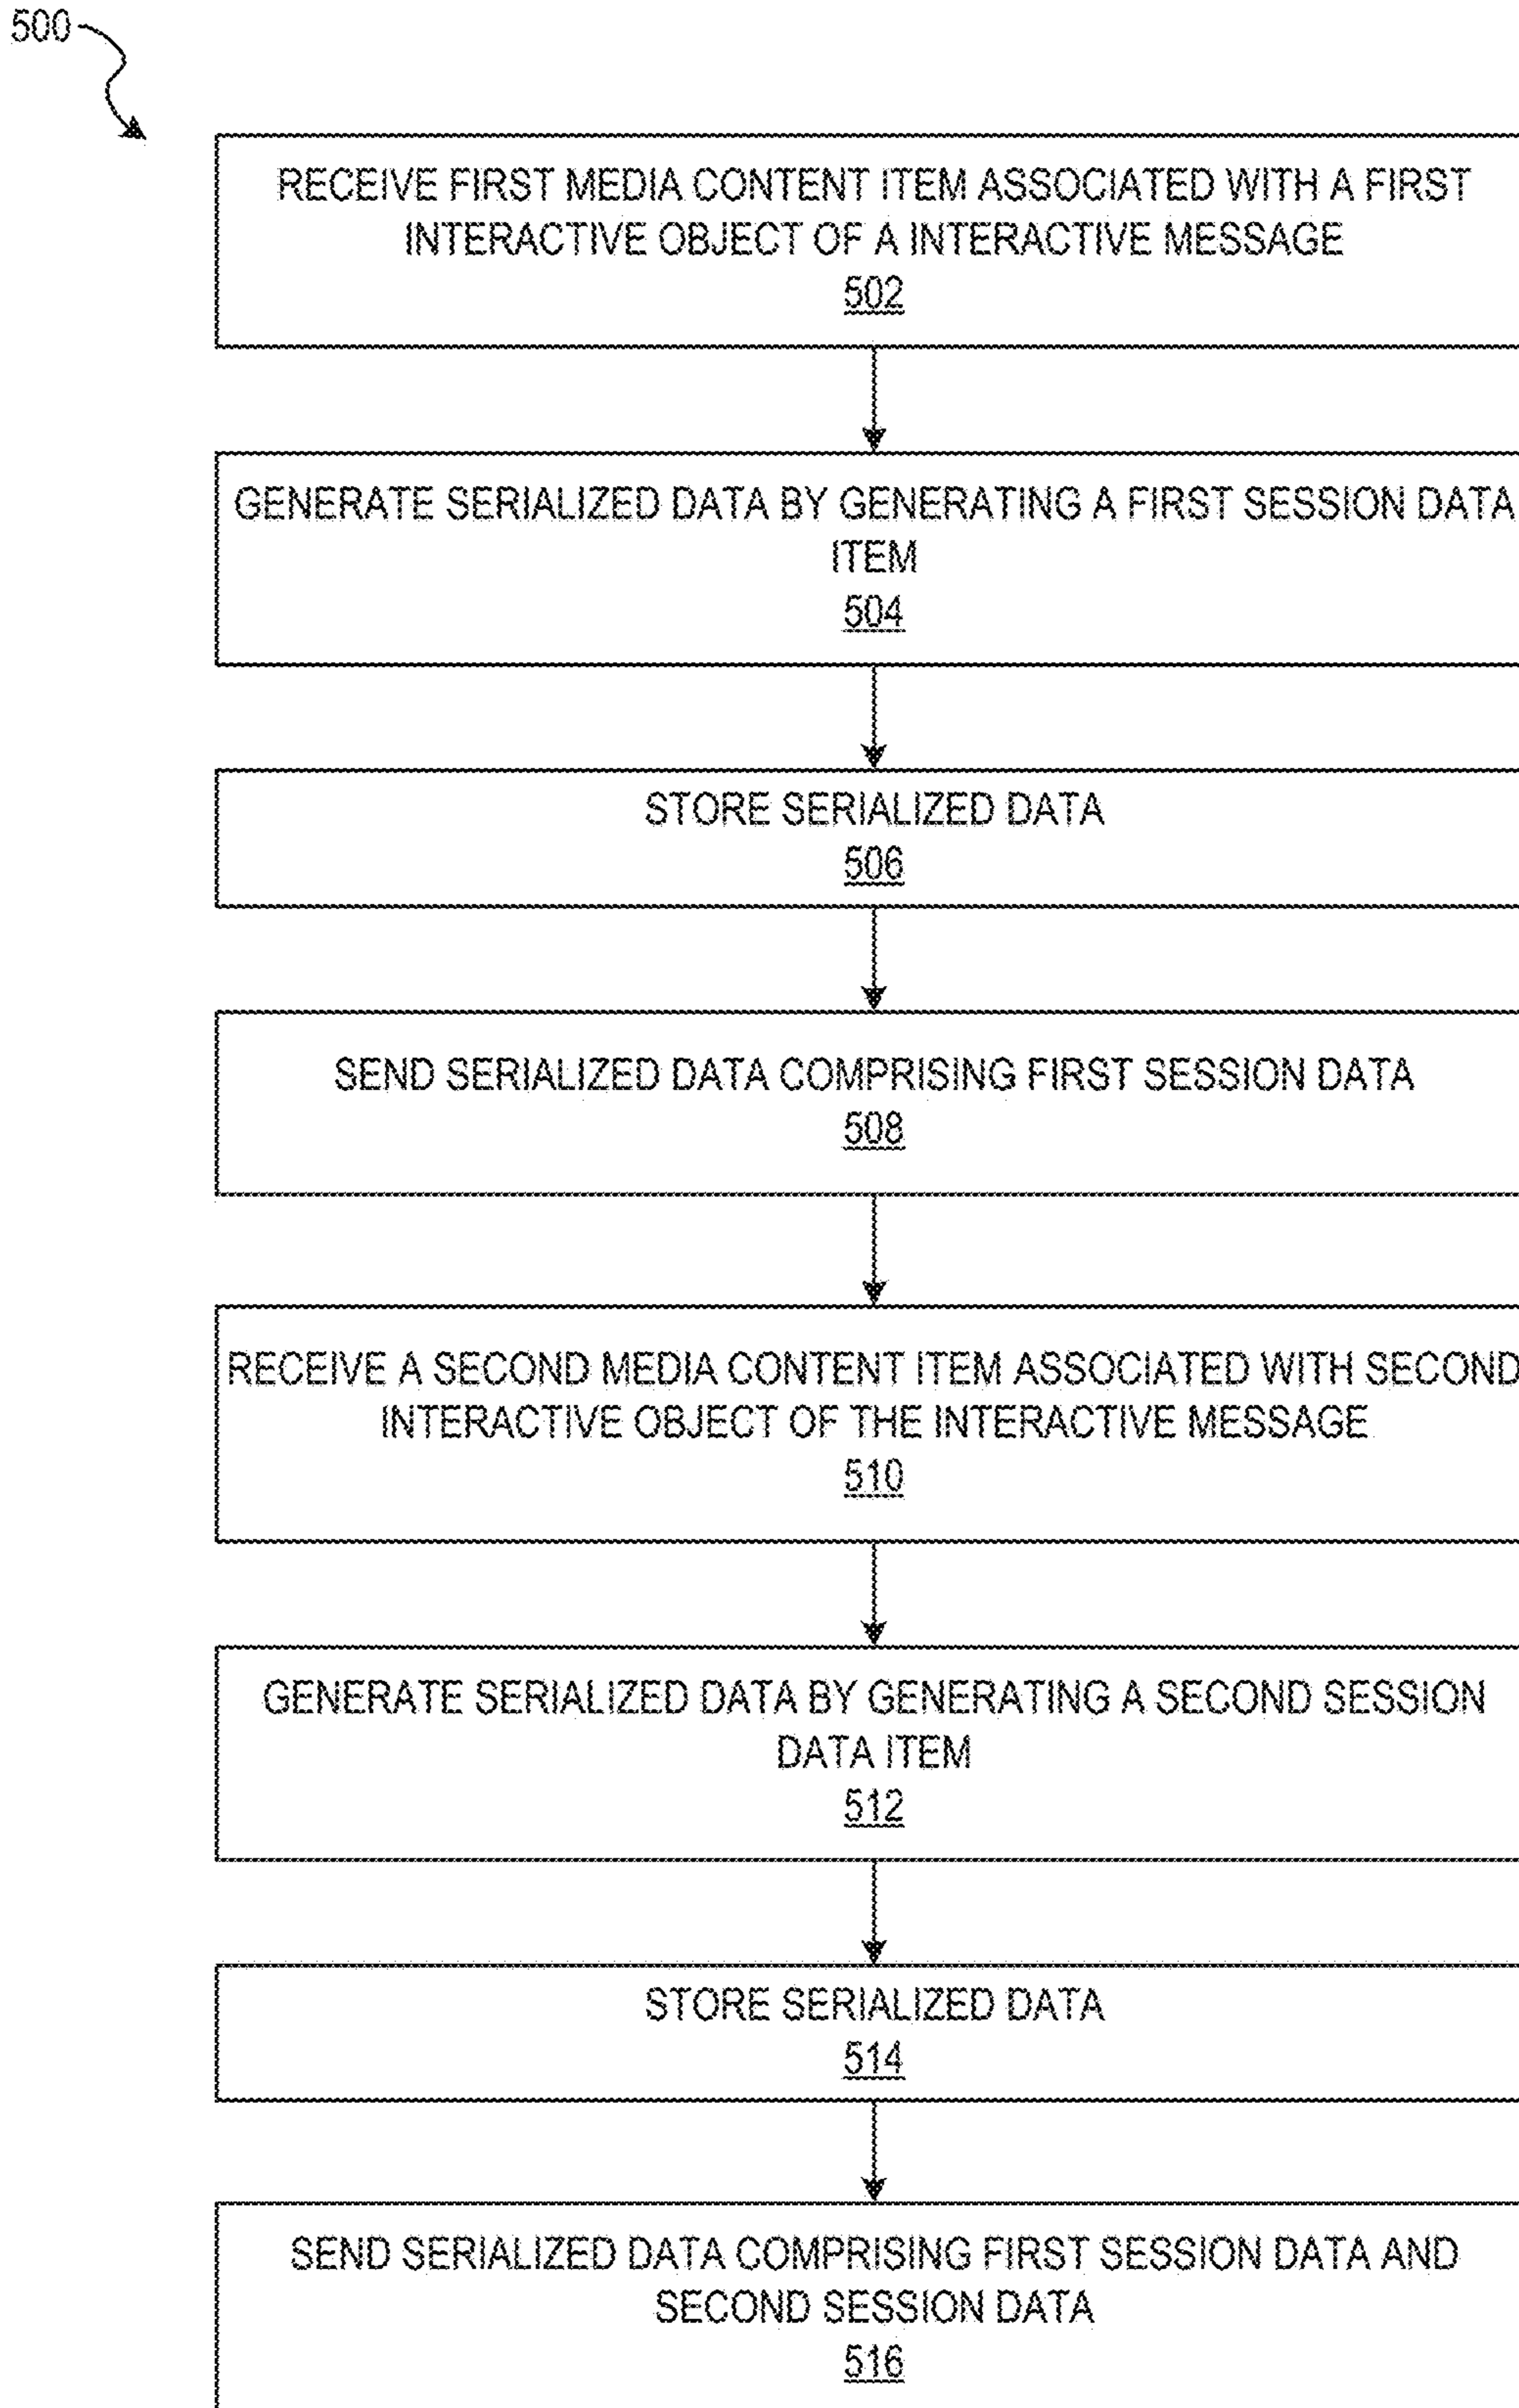 500
RECEIVE FIRST MEDIA CONTENT ITEM ASSOCIATED WITH A FIRST
INTERACTIVE OBJECT OF A INTERACTIVE MESSAGE
502
GENERATE SERIALIZED DATA BY GENERATING A FIRST SESSION DATA
ITEM
504
STORE SERIALIZED DATA
506
SEND SERIALIZED DATA COMPRISING FIRST SESSION DATA
508
RECEIVE A SECOND MEDIA CONTENT ITEM ASSOCIATED WITH SECOND
INTERACTIVE OBJECT OF THE INTERACTIVE MESSAGE
510
GENERATE SERIALIZED DATA BY GENERATING A SECOND SESSION
DATA ITEM
512
STORE SERIALIZED DATA
514
SEND SERIALIZED DATA COMPRISING FIRST SESSION DATA AND
SECOND SESSION DATA
516